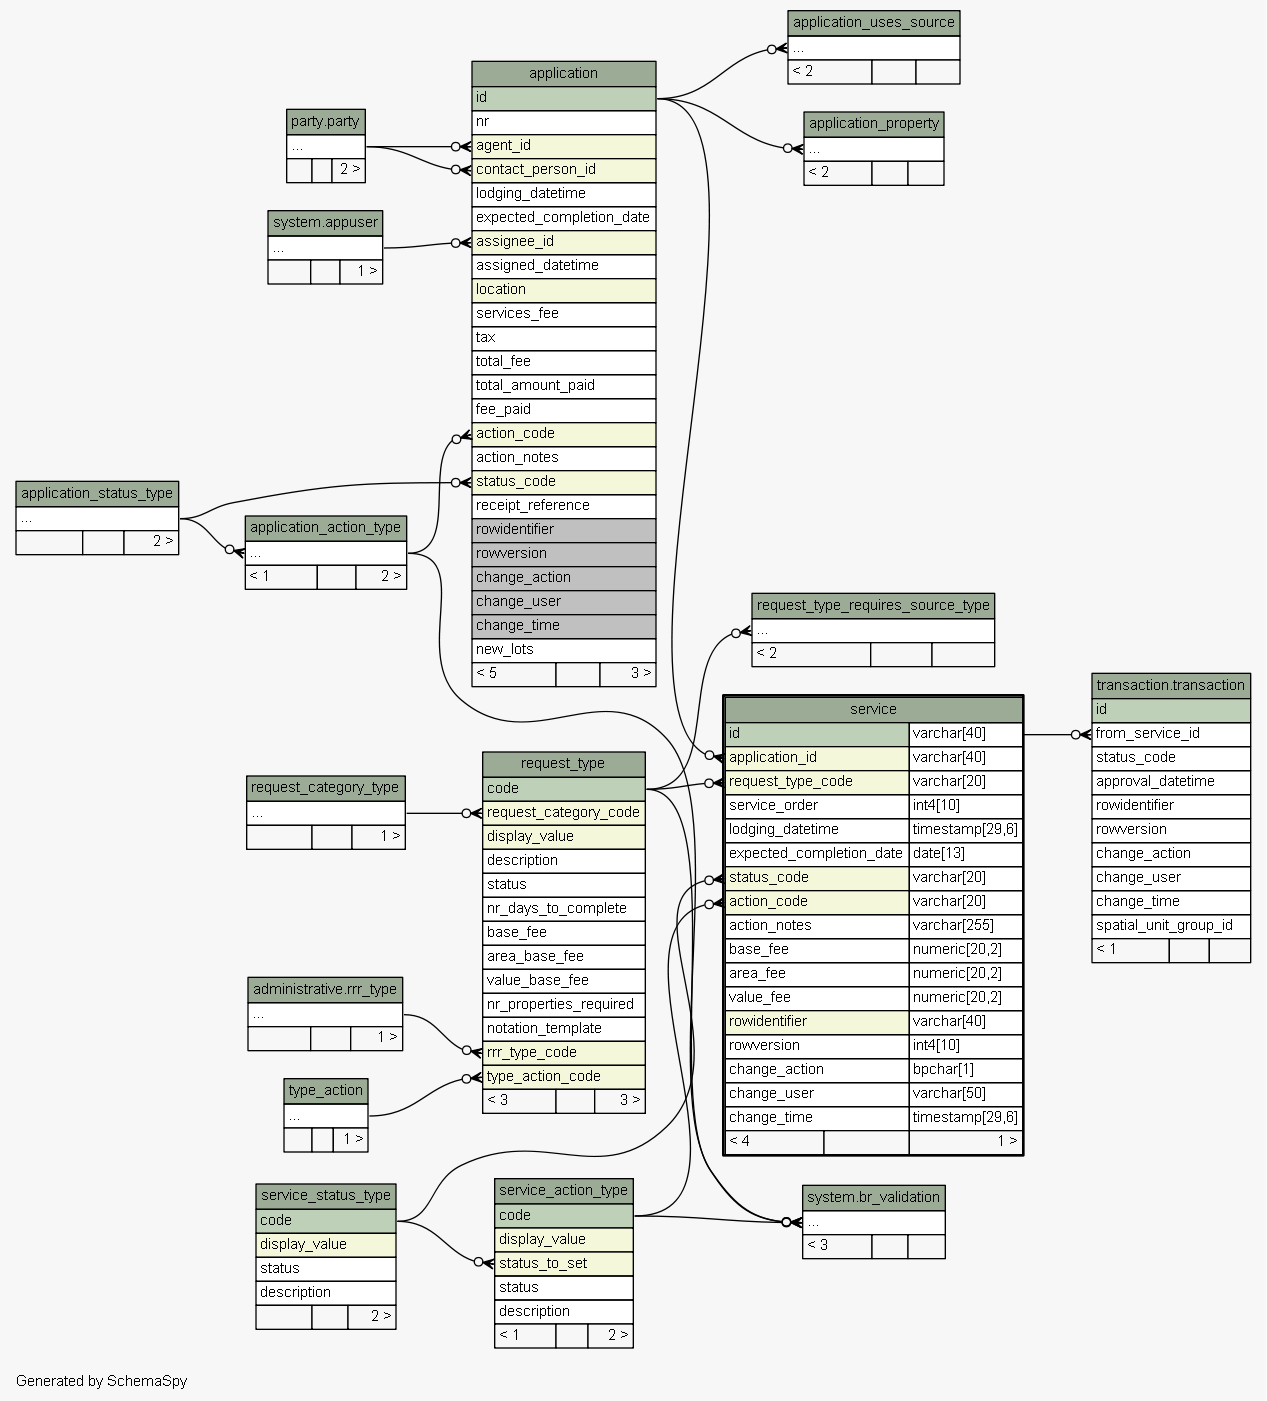 application_uses_source
...
< 2
application
id
nr
agent_id
contact_person_id
lodging_datetime
expected_completion_date
assignee_id
assigned_datetime
location
services_fee
tax
total_fee
total_amount_paid
fee_paid
action_code
action_notes
status_code
receipt_reference
rowidentifier
rowversion
change_action
change_user
change_time
new_lots
< 5 3 >
party.party
...
2 >
application_property
...
< 2
system.appuser
...
1 >
application_status_type
...
2 >
application_action_type
...
< 1 2 >
request_type_requires_source_type
...
< 2
transaction.transaction
id
from_service_id
status_code
approval_datetime
rowidentifier
rowversion
change_action
change_user
change_time
spatial_unit_group_id
< 1
service
id varchar[40]
application_id varchar[40]
request_type_code varchar[20]
service_order int4[10]
lodging_datetime timestamp[29,6]
expected_completion_date date[13]
status_code varchar[20]
action_code varchar[20]
action_notes varchar[255]
base_fee numeric[20,2]
area_fee numeric[20,2]
value_fee numeric[20,2]
rowidentifier varchar[40]
rowversion int4[10]
change_action bpchar[1]
change_user varchar[50]
change_time timestamp[29,6]
< 4 1 >
request_type
code
request_category_code
display_value
description
status
nr_days_to_complete
base_fee
area_base_fee
value_base_fee
nr_properties_required
notation_template
rrr_type_code
type_action_code
< 3 3 >
request_category_type
...
1 >
administrative.rrr_type
...
1 >
type_action
...
1 >
service_status_type
code
display_value
status
description
2 >
service_action_type
code
display_value
status_to_set
status
description
< 1 2 >
system.br_validation
...
< 3
Generated by SchemaSpy